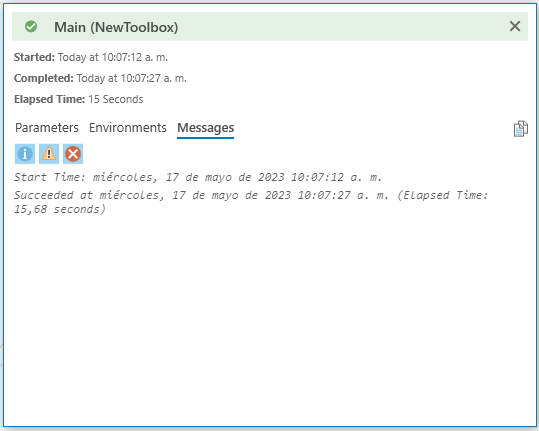 Main (NewToolbox)
Started: Today at 10:07:12 a. m.
Completed: Today at 10:07:27 a. m.
Elapsed Time: 15 Seconds
Parameters Environments Messages
Start Time: miércoles, 17 de mayo de 2023 10:07:12 a. m.
Succeeded at miércoles, 17 de mayo de 2023 10:07:27 a. m. (Elapsed Time:
15,68 seconds)